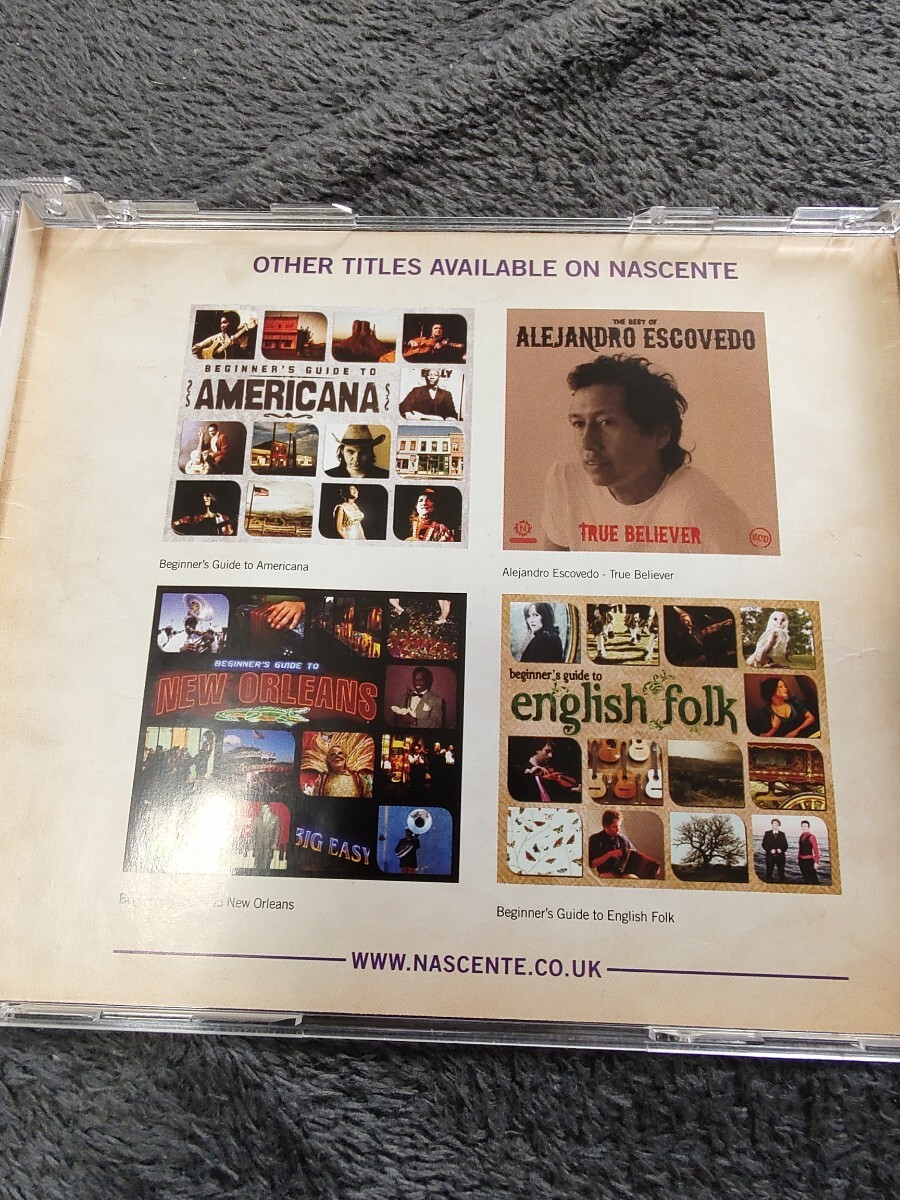 OTHER TITLES AVAILABLE ON NASCENTE
BEGINNER'S GUIDE TO
AMERICANA
Beginner's Guide to Americana
THE BEST OF
ALEJANDRO ESCOVEDO
N
TRUE BELIEVER
2CD
Alejandro Escovedo - True Believer
BEGINNER'S GUIDE TO
NEW ORLEANS
BIG EASY
New Orleans
beginner's guide to
english folk
Beginner's Guide to English Folk
WWW.NASCENTE.CO.UK